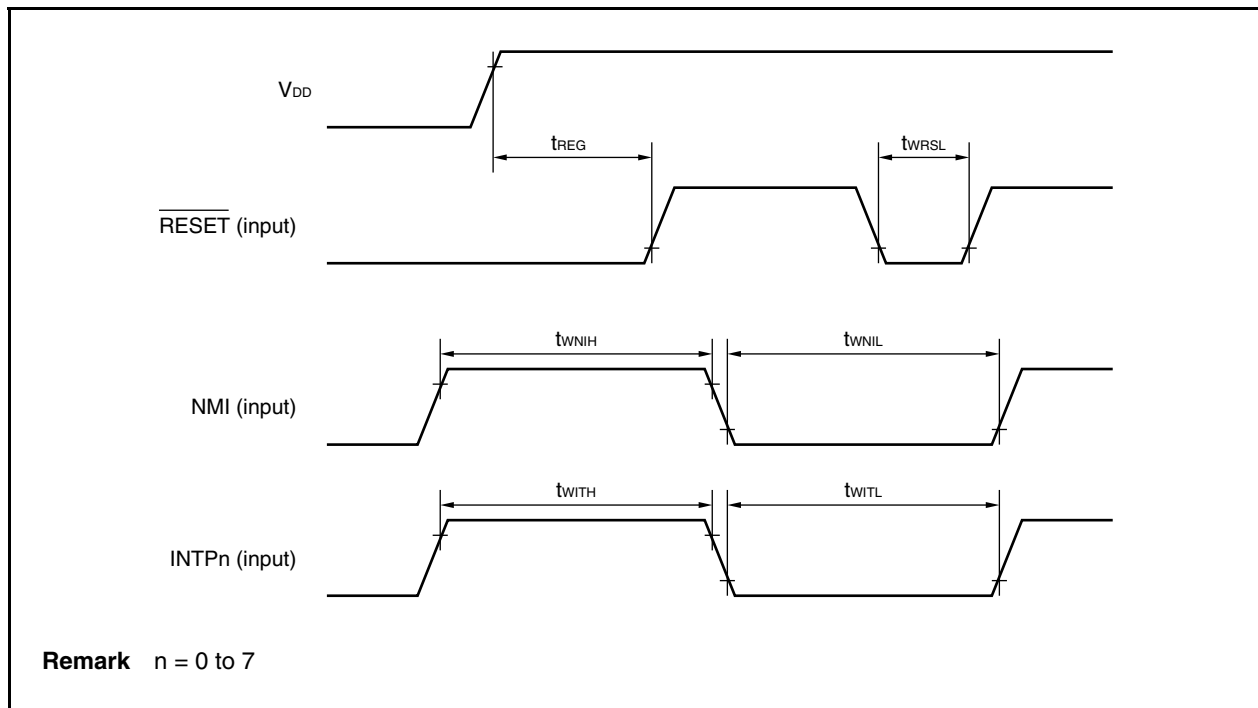 VDD
tREG
tWRSL
RESET (input)
tWNIH
tWNIL
NMI (input)
tWITH
tWITL
INTPn (input)
Remark n = 0 to 7